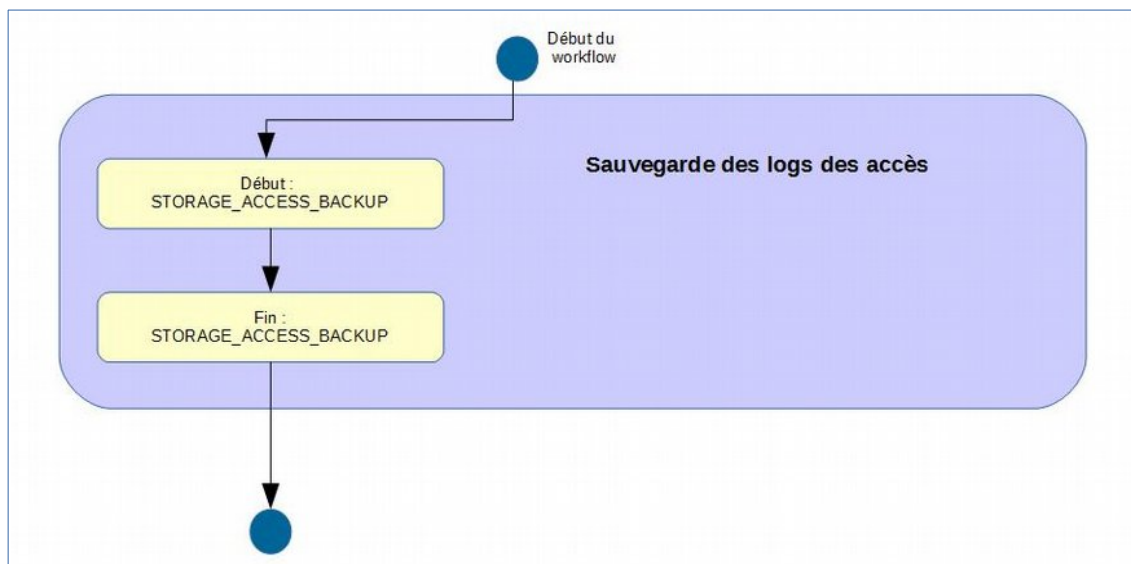 Début du
workflow
Sauvegarde des logs des accès
Début :
STORAGE_ACCESS_BACKUP
Fin :
STORAGE_ACCESS_BACKUP